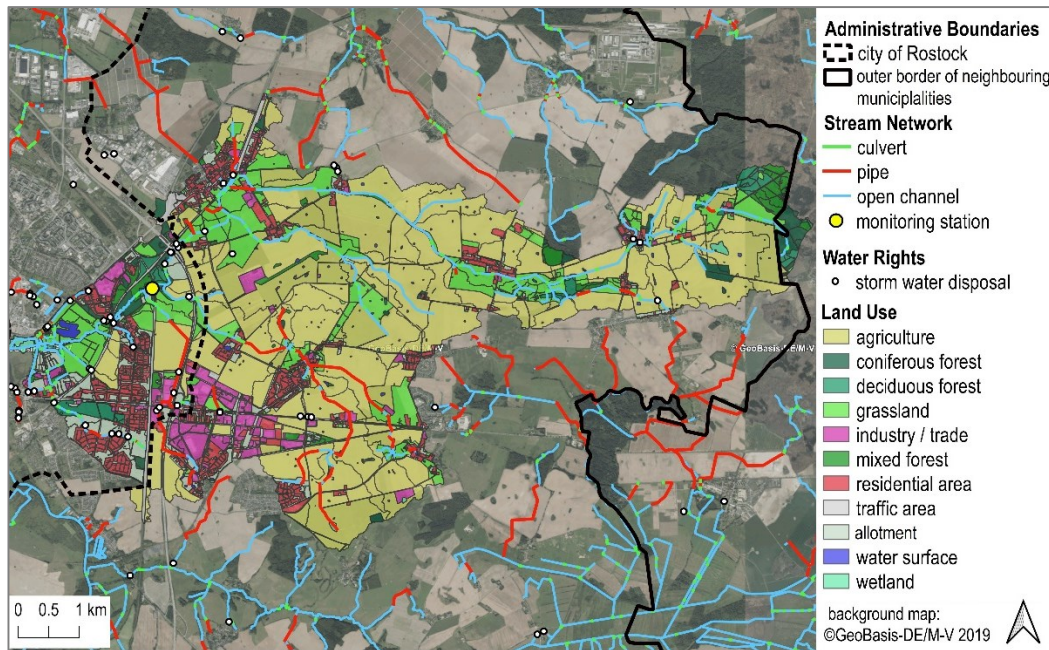 Administrative Boundaries
city of Rostock
outer border of neighbouring
municiplalities
Stream Network
culvert
pipe
open channel
monitoring station
Water Rights
storm water disposal
Land Use
agriculture
coniferous forest
deciduous forest
grassland
industry / trade
mixed forest
residential area
traffic area
allotment
water surface
wetland
background map:
©GeoBasis-DE/M-V 2019
0 0.5 1 km
© GeoBasis-DE/M-V